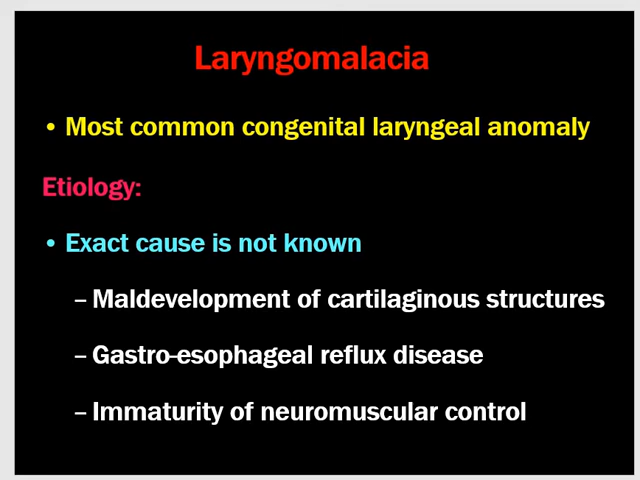 Laryngomalacia
• Most common congenital laryngeal anomaly
Etiology:
• Exact cause is not known
– Maldevelopment of cartilaginous structures
– Gastro-esophageal reflux disease
– Immaturity of neuromuscular control